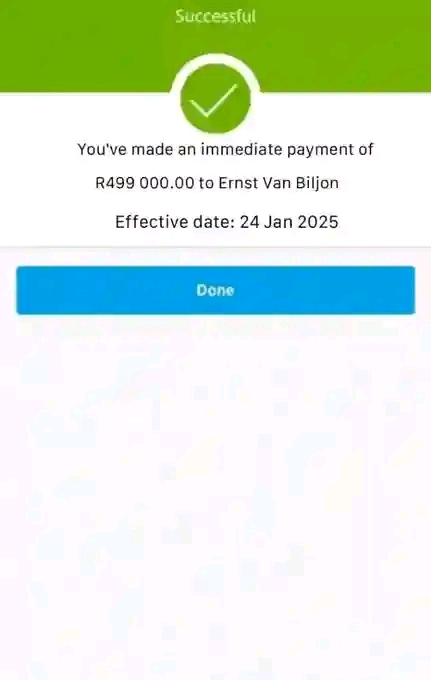 Successful
You've made an immediate payment of
R499 000.00 to Ernst Van Biljon
Effective date: 24 Jan 2025
Done